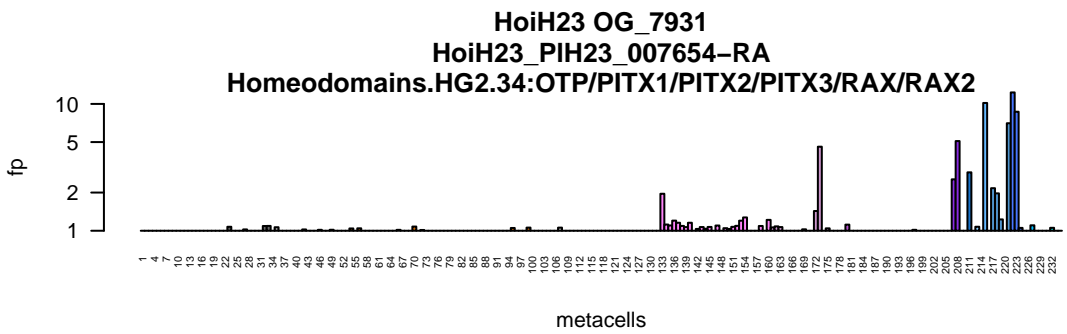 HoiH23 OG_7931
HoiH23_PIH23_007654−RA
Homeodomains.HG2.34:OTP/PITX1/PITX2/PITX3/RAX/RAX2
10
5
2
1
fp
1 4 7 10 13 16 19 22 25 28 31 34 37 40 43 46 49 52 55 58 61 64 67 70 73 76 79 82 85 88 91 94 97 100 103 106 109 112 115 118 121 124 127 130 133 136 139 142 145 148 151 154 157 160 163 166 169 172 175 178 181 184 187 190 193 196 199 202 205 208 211 214 217 220 223 226 229 232
metacells